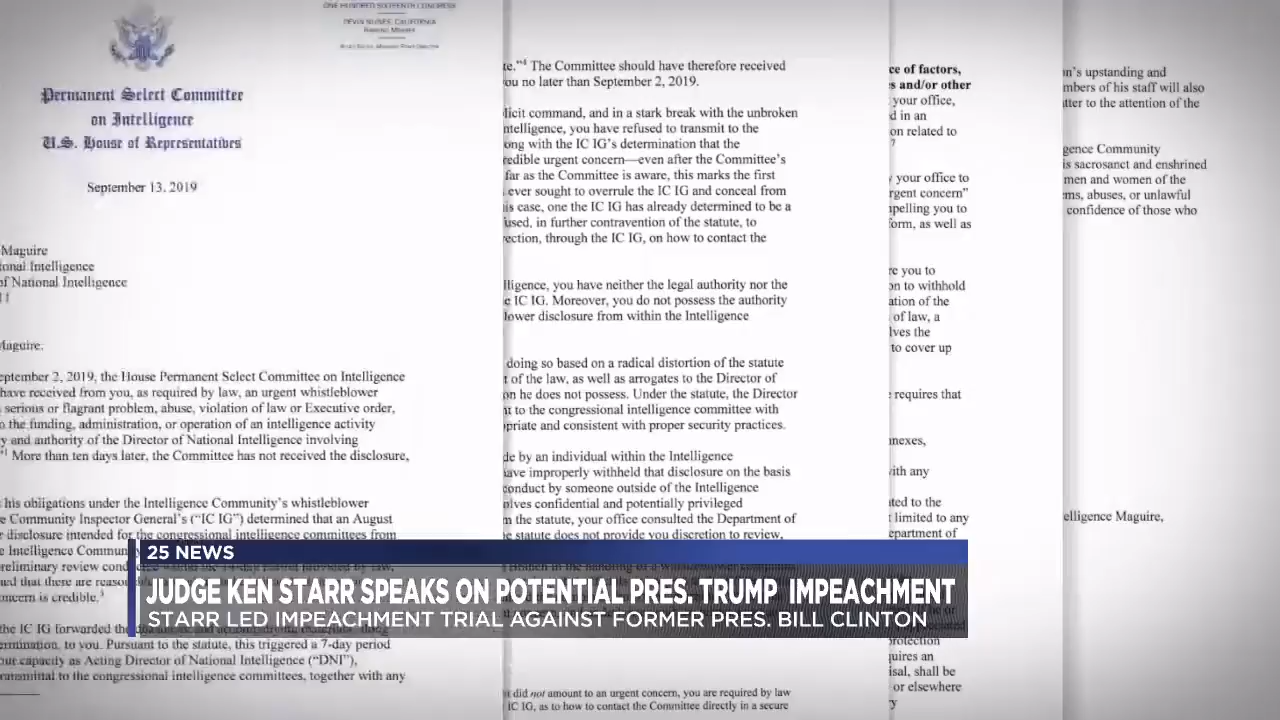 ONE HUNDRED SIXTEENTH CONGRESS
DEVIN NUNES, CALIFORNIA
RANKING MEMBER
Permanent Select Committee
on Intelligence
U.S. House of Representatives
September 13, 2019
Maguire
ional Intelligence
of National Intelligence
Maguire:
eptember 2, 2019, the House Permanent Select Committee on Intelligence
have received from you, as required by law, an urgent whistleblower
serious or flagrant problem, abuse, violation of law or Executive order,
o the funding, administration, or operation of an intelligence activity
y and authority of the Director of National Intelligence involving
"1 More than ten days later, the Committee has not received the disclosure,
his obligations under the Intelligence Community's whistleblower
e Community Inspector General's ("IC IG") determined that an August
r disclosure intended for the congressional intelligence committees from
e Intelligence Commun
reliminary review cond
ed that these are reaso
ncern is credible.3
the IC IG forwarded the
ermination, to you. Pursuant to the statute, this triggered a 7-day period
our capacity as Acting Director of National Intelligence ("DNI"),
ransmittal to the congressional intelligence committees, together with any
te."4 The Committee should have therefore received
ou no later than September 2, 2019.
licit command, and in a stark break with the unbroken
ntelligence, you have refused to transmit to the
ong with the IC IG's determination that the
redible urgent concern—even after the Committee's
far as the Committee is aware, this marks the first
ever sought to overrule the IC IG and conceal from
is case, one the IC IG has already determined to be a
used, in further contravention of the statute, to
ection, through the IC IG, on how to contact the
lligence, you have neither the legal authority nor the
e IC IG. Moreover, you do not possess the authority
lower disclosure from within the Intelligence
doing so based on a radical distortion of the statute
t of the law, as well as arrogates to the Director of
on he does not possess. Under the statute, the Director
nt to the congressional intelligence committee with
opriate and consistent with proper security practices.
de by an individual within the Intelligence
have improperly withheld that disclosure on the basis
conduct by someone outside of the Intelligence
olves confidential and potentially privileged
m the statute, your office consulted the Department of
e statute does not provide you discretion to review,
t did not amount to an urgent concern, you are required by law
IC IG, as to how to contact the Committee directly in a secure
ce of factors,
s and/or other
your office,
d in an
on related to
7
y your office to
rgent concern"
npelling you to
form, as well as
re you to
on to withhold
ation of the
of law, a
lves the
to cover up
requires that
nnexes,
with any
ated to the
t limited to any
epartment of
protection
quires an
isal, shall be
or elsewhere
ry
on's upstanding and
mbers of his staff will also
tter to the attention of the
gence Community
is sacrosanct and enshrined
men and women of the
ms, abuses, or unlawful
confidence of those who
elligence Maguire,
25 NEWS
JUDGE KEN STARR SPEAKS ON POTENTIAL PRES. TRUMP IMPEACHMENT
STARR LED IMPEACHMENT TRIAL AGAINST FORMER PRES. BILL CLINTON